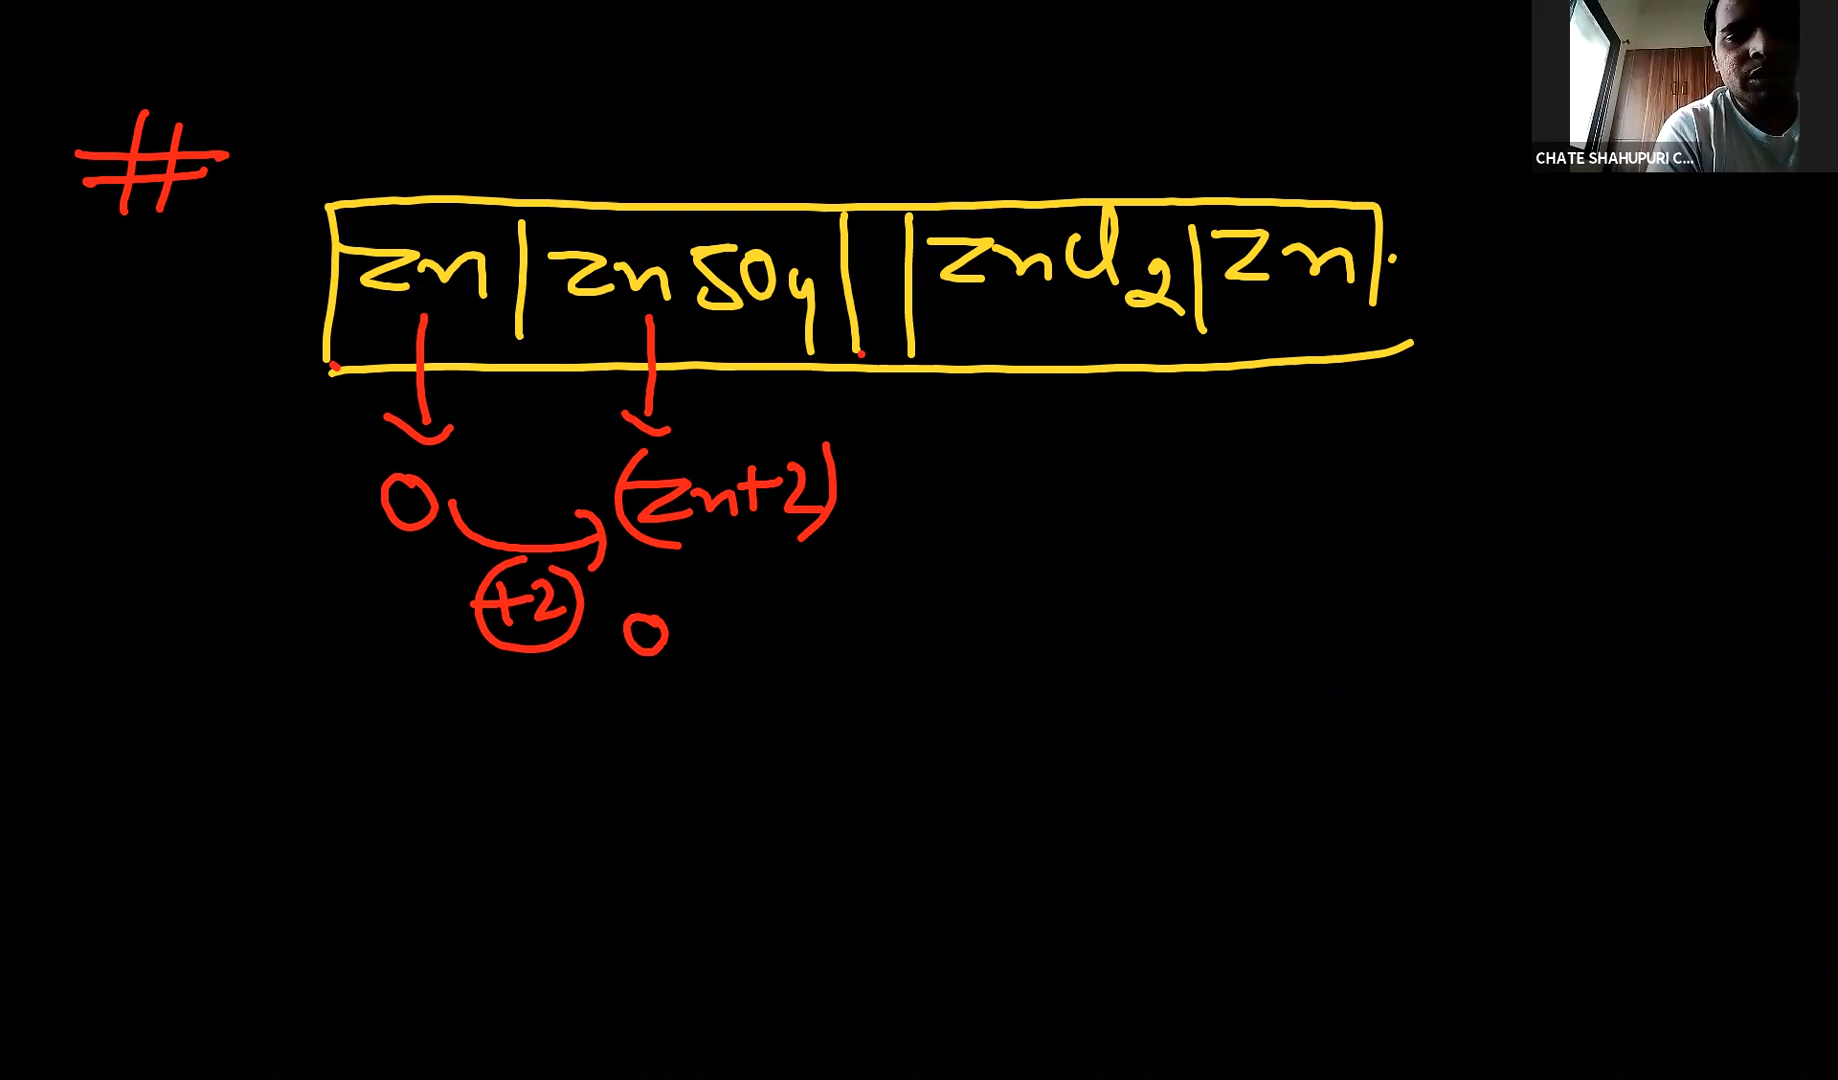 CHATE SHAHUPURI C...
#
Zn | ZnSO4 || ZnCl2 | Zn.
0 (Zn+2)
+2 0